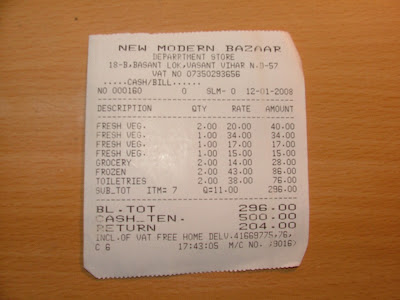 NEW MODERN BAZAAR
DEPARPTMENT STORE
18-B, BASANT LOK, VASANT VIHAR N.D-57
VAT NO 07350293656
.....CASH/BILL......
NO 000160 0 SLM- 0 12-01-2008
DESCRIPTION QTY RATE AMOUNT
FRESH VEG. 2.00 20.00 40.00
FRESH VEG. 1.00 34.00 34.00
FRESH VEG. 1.00 17.00 17.00
FRESH VEG. 1.00 15.00 15.00
GROCERY 2.00 14.00 28.00
FROZEN 2.00 43.00 86.00
TOILETRIES 2.00 38.00 76.00
SUB_TOT ITM= 7 Q=11.00 296.00
BL.TOT 296.00
CASH_TEN. 500.00
RETURN 204.00
INCL.OF VAT FREE HOME DELV.41669775,76,
C 6 17:43:05 M/C NO.